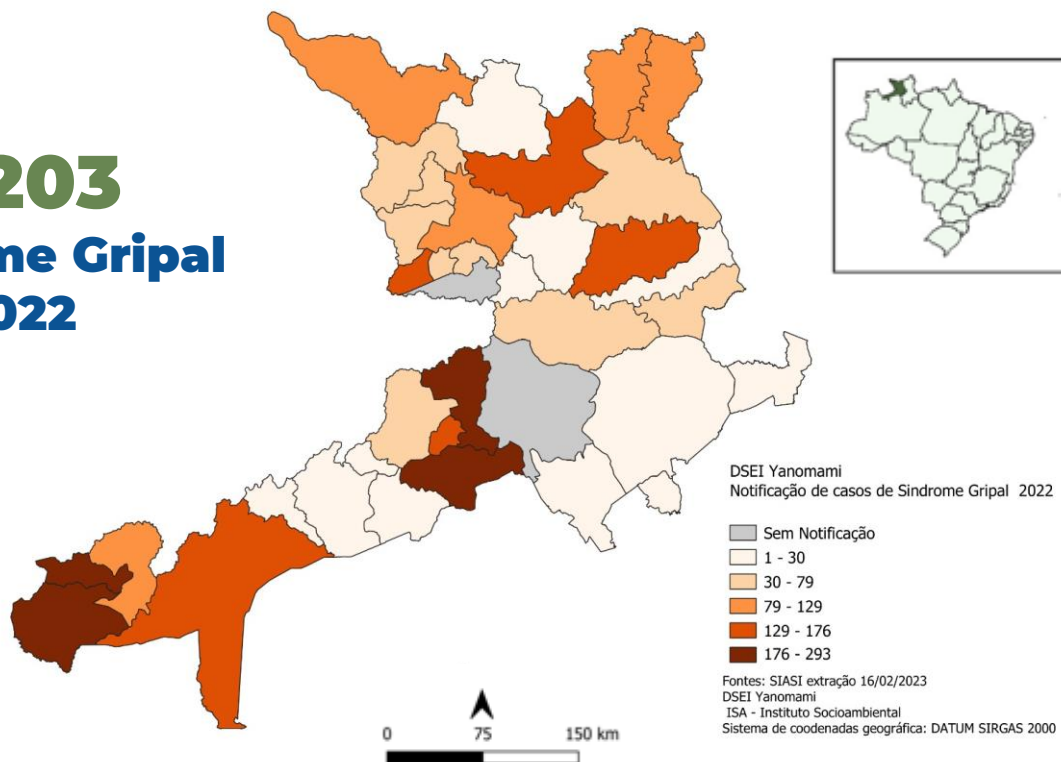 203
me Gripal
022
DSEI Yanomami
Notificação de casos de Sindrome Gripal 2022
Sem Notificação
1 - 30
30 - 79
79 - 129
129 - 176
176 - 293
Fontes: SIASI extração 16/02/2023
DSEI Yanomami
ISA - Instituto Socioambiental
Sistema de coodenadas geográfica: DATUM SIRGAS 2000
0 75 150 km